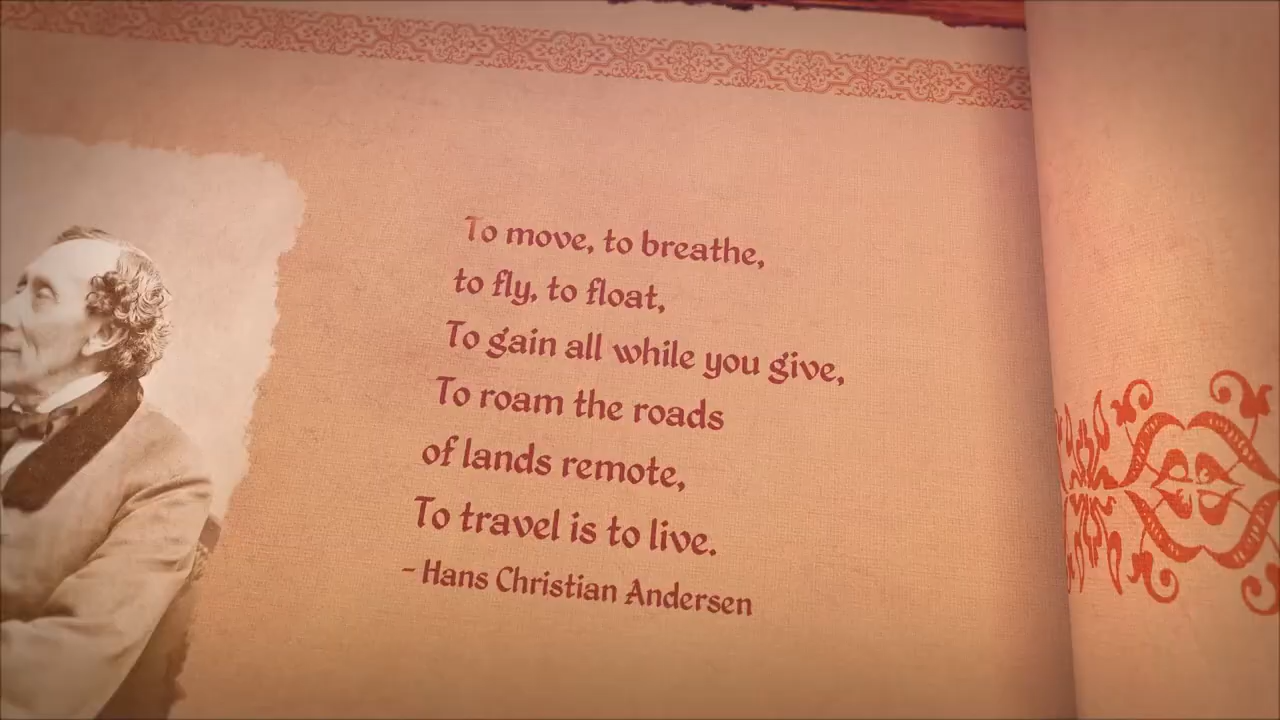 To move, to breathe,
to fly, to float,
To gain all while you give,
To roam the roads
of lands remote,
To travel is to live.
- Hans Christian Andersen